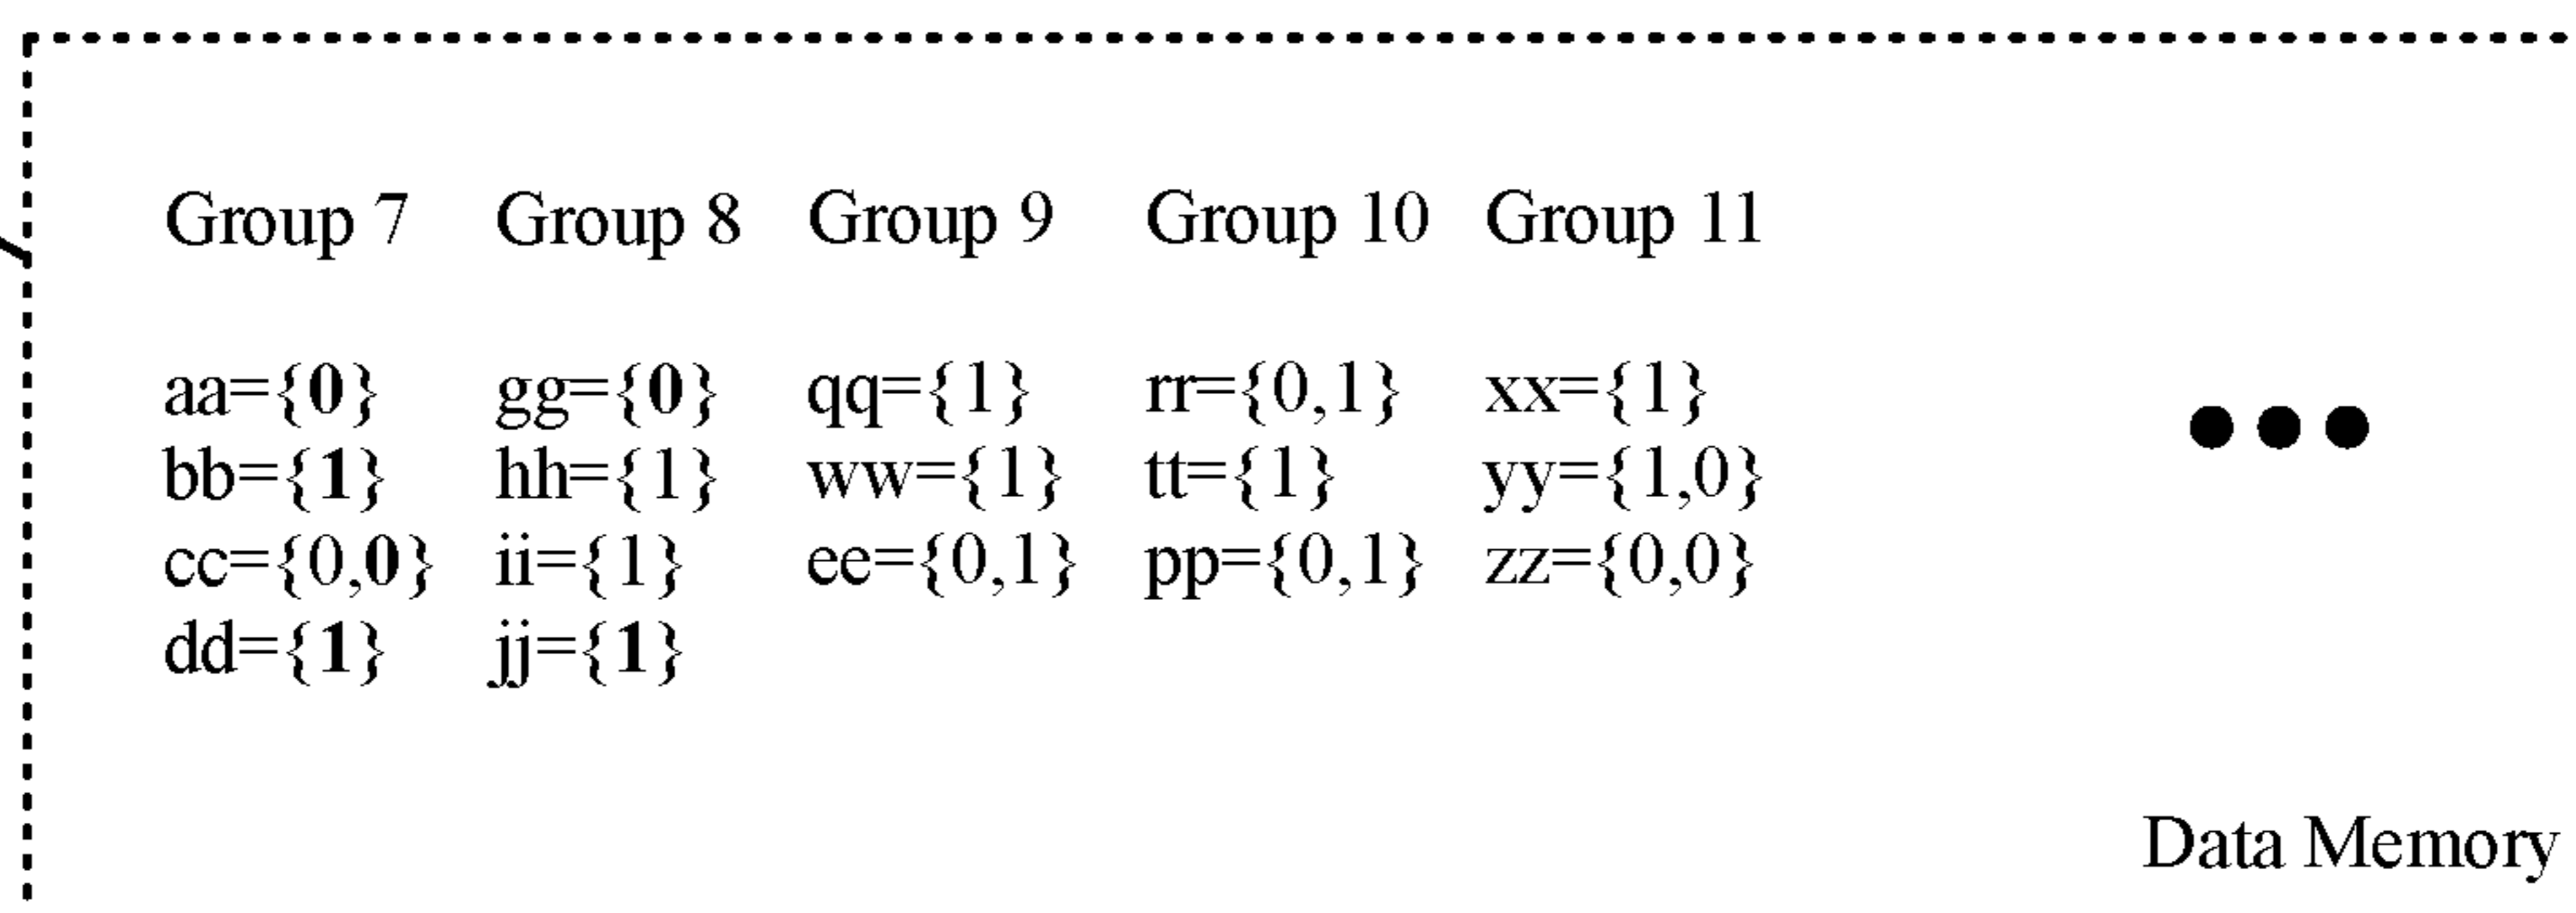 Group 7 Group 8 Group 9 Group 10 Group 11
aa={0} gg={0} qq={1} rr={0,1} xx={1}
bb={1} hh={1} ww={1} tt={1} yy={1,0}
cc={0,0} ii={1} ee={0,1} pp={0,1} zz={0,0}
dd={1} jj={1}
Data Memory